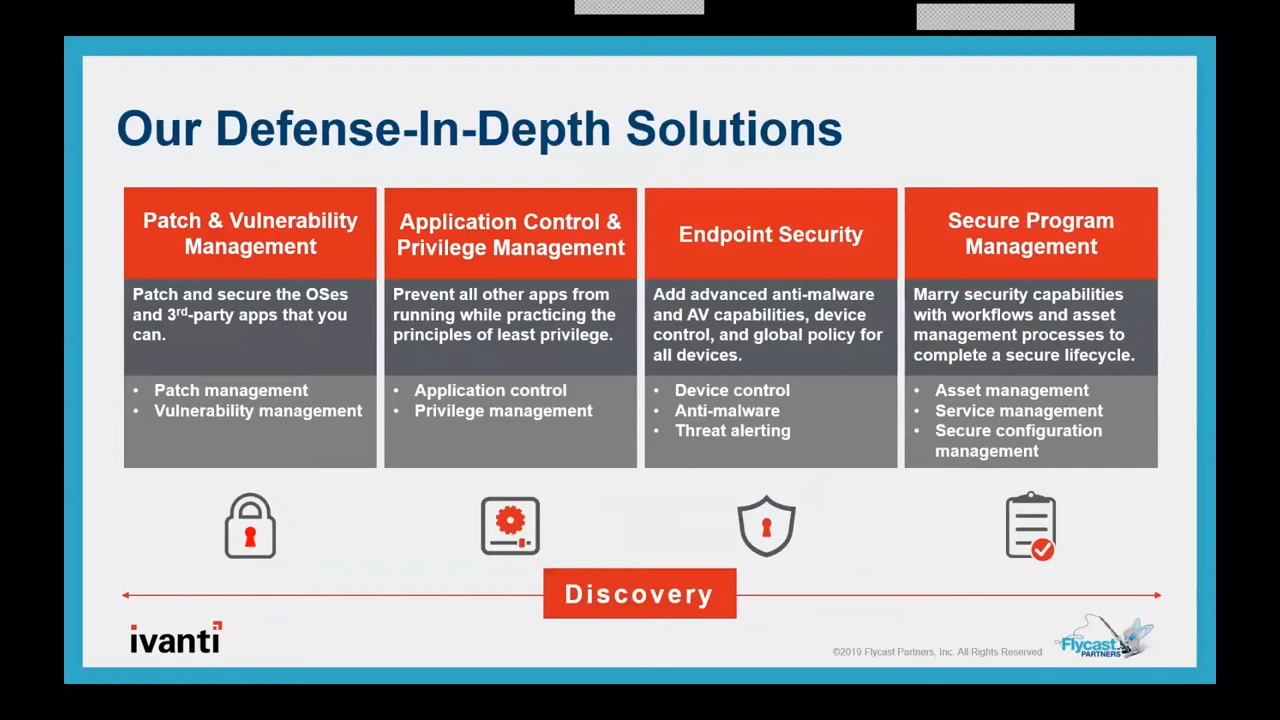 Our Defense-In-Depth Solutions
Patch & Vulnerability
Management
Patch and secure the OSes
and 3rd-party apps that you
can.
• Patch management
• Vulnerability management
Application Control &
Privilege Management
Prevent all other apps from
running while practicing the
principles of least privilege.
• Application control
• Privilege management
Endpoint Security
Add advanced anti-malware
and AV capabilities, device
control, and global policy for
all devices.
• Device control
• Anti-malware
• Threat alerting
Secure Program
Management
Marry security capabilities
with workflows and asset
management processes to
complete a secure lifecycle.
• Asset management
• Service management
• Secure configuration
management
Discovery
ivanti
©2019 Flycast Partners, Inc. All Rights Reserved.
Flycast
PARTNERS